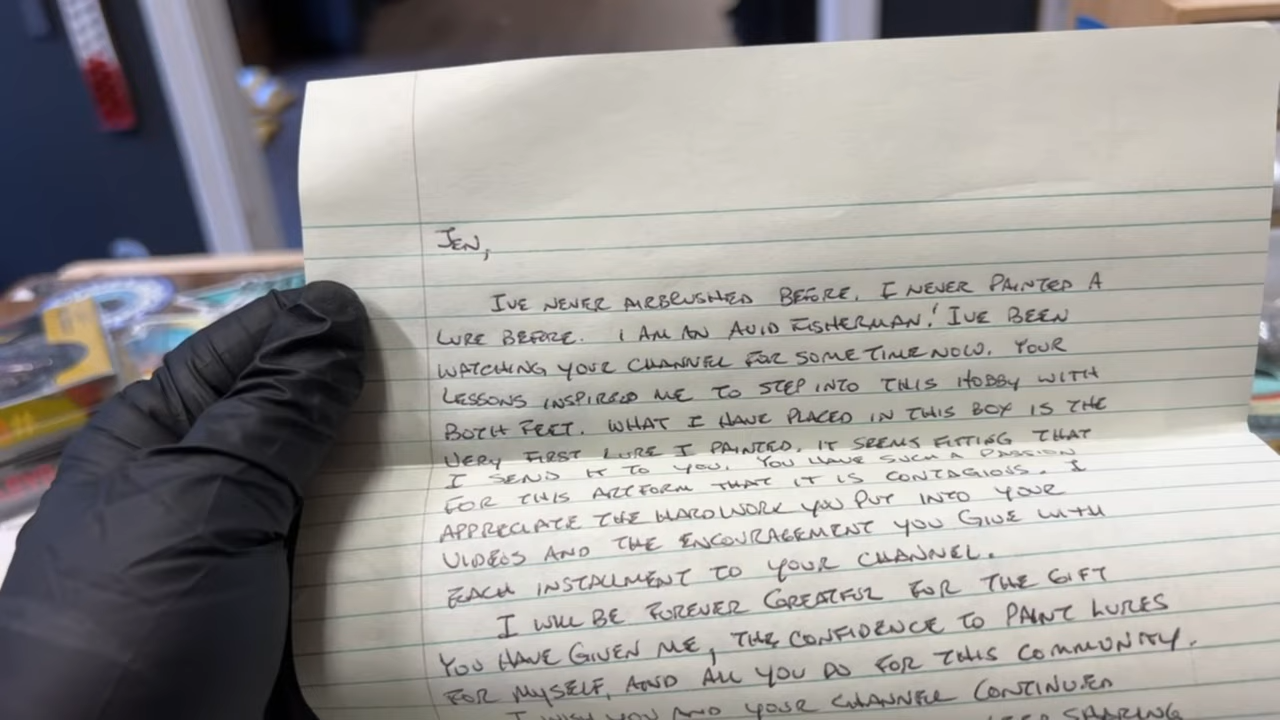 JEN,
IVE NEVER AIRBRUSHED BEFORE. I NEVER PAINTED A
LURE BEFORE. I AM AN AVID FISHERMAN! IVE BEEN
WATCHING YOUR CHANNEL FOR SOME TIME NOW. YOUR
LESSONS INSPIRED ME TO STEP INTO THIS HOBBY WITH
BOTH FEET. WHAT I HAVE PLACED IN THIS BOX IS THE
VERY FIRST LURE I PAINTED. IT SEEMS FITTING THAT
I SEND IT TO YOU. YOU HAVE SUCH A PASSION
FOR THIS ARTFORM THAT IT IS CONTAGIOUS. I
APPRECIATE THE HARDWORK YOU PUT INTO YOUR
VIDEOS AND THE ENCOURAGEMENT YOU GIVE WITH
EACH INSTALLMENT TO YOUR CHANNEL.
I WILL BE FOREVER GREATFUL FOR THE GIFT
YOU HAVE GIVEN ME, THE CONFIDENCE TO PAINT LURES
FOR MYSELF, AND ALL YOU DO FOR THIS COMMUNITY.
I WISH YOU AND YOUR CHANNEL CONTINUED
SHARING